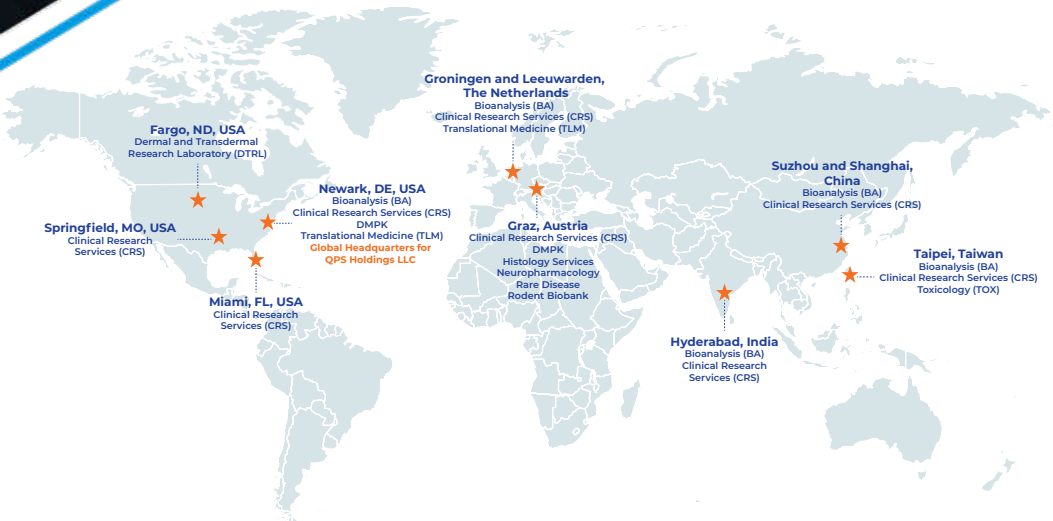 Groningen and Leeuwarden,
The Netherlands
Bioanalysis (BA)
Clinical Research Services (CRS)
Translational Medicine (TLM)
Fargo, ND, USA
Dermal and Transdermal
Research Laboratory (DTRL)
Suzhou and Shanghai,
China
Bioanalysis (BA)
Clinical Research Services (CRS)
Newark, DE, USA
Bioanalysis (BA)
Clinical Research Services (CRS)
DMPK
Translational Medicine (TLM)
Global Headquarters for
QPS Holdings LLC
Springfield, MO, USA
Clinical Research
Services (CRS)
Graz, Austria
Clinical Research Services (CRS)
DMPK
Histology Services
Neuropharmacology
Rare Disease
Rodent Biobank
Taipei, Taiwan
Bioanalysis (BA)
Clinical Research Services (CRS)
Toxicology (TOX)
Miami, FL, USA
Clinical Research
Services (CRS)
Hyderabad, India
Bioanalysis (BA)
Clinical Research
Services (CRS)